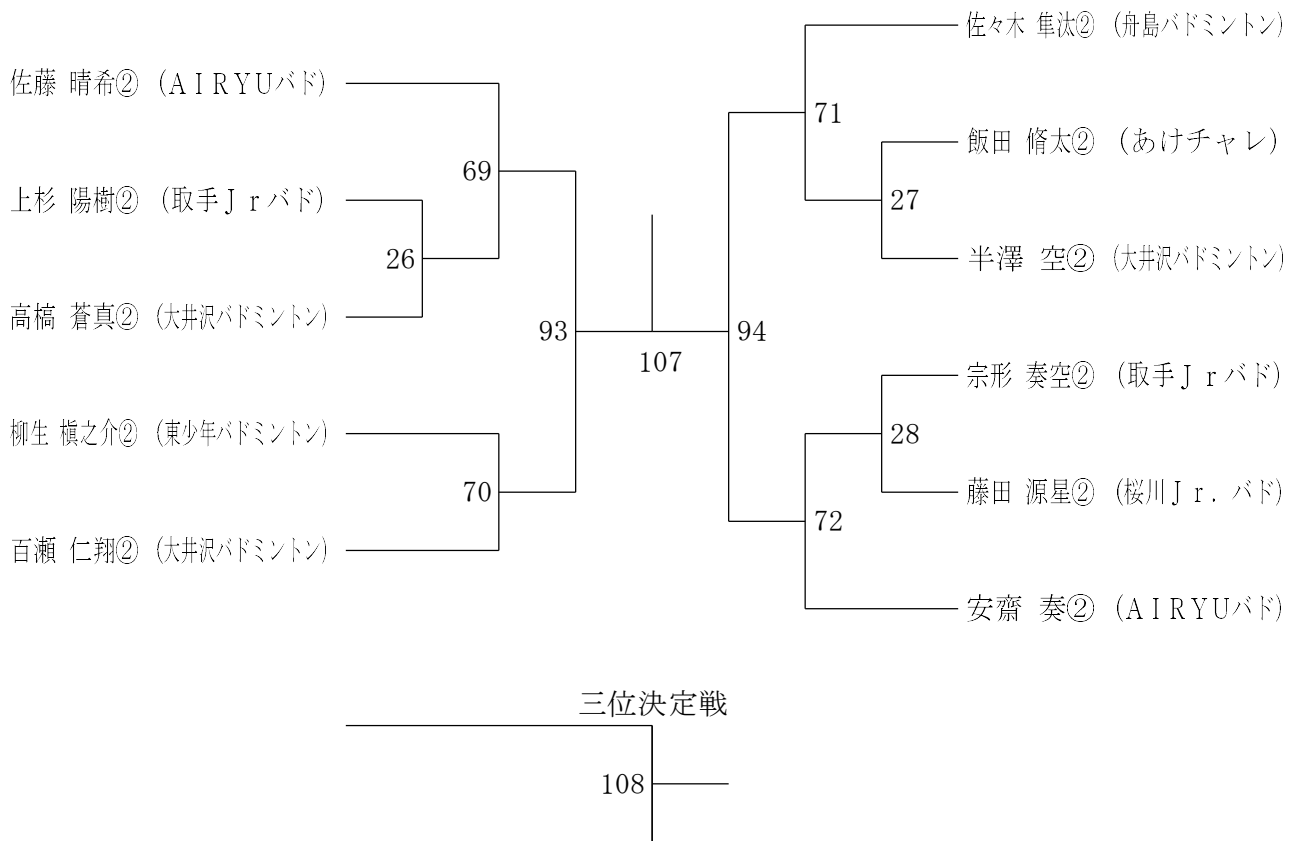 佐藤 晴希② (ＡＩＲＹＵバド)
69
上杉 陽樹② (取手Ｊｒバド)
26
高槁 蒼真② (大井沢バドミントン)
93
柳生 槇之介② (東少年バドミントン)
70
百瀬 仁翔② (大井沢バドミントン)
107
佐々木 隼汰② (舟島バドミントン)
71
飯田 脩太② (あけチャレ)
27
半澤 空② (大井沢バドミントン)
94
宗形 奏空② (取手Ｊｒバド)
28
藤田 源星② (桜川Ｊｒ．バド)
72
安齋 奏② (ＡＩＲＹＵバド)
三位決定戦
108